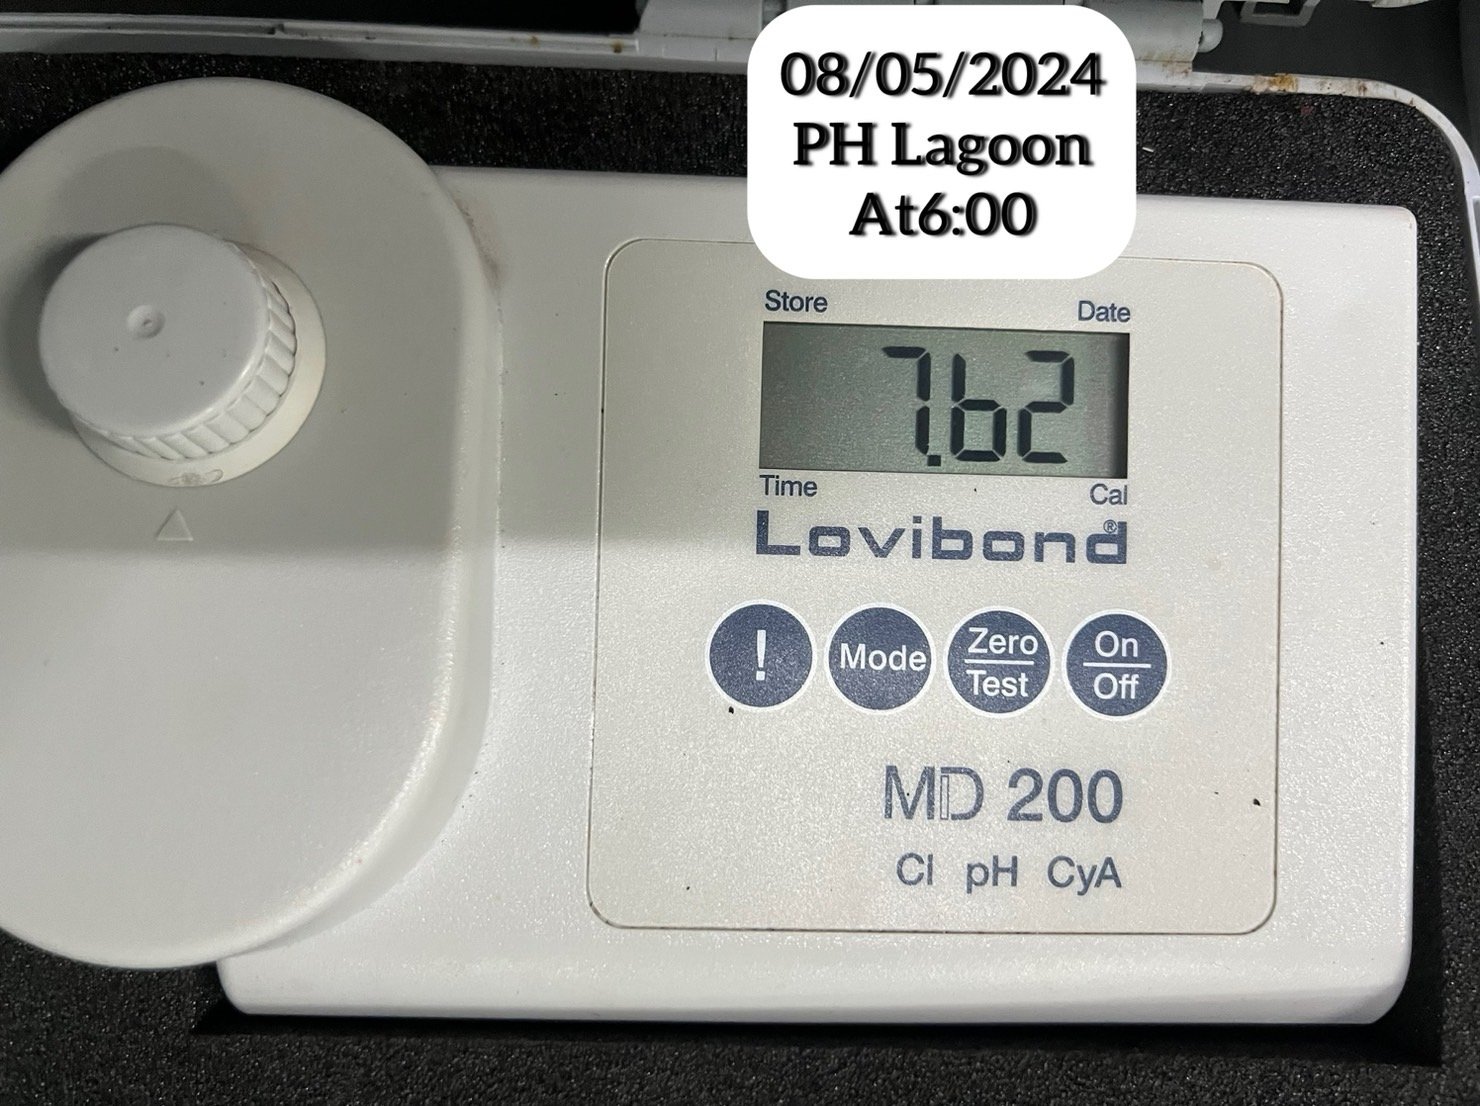 08/05/2024
PH Lagoon
At6:00
Store Date
7.62
Time Cal
Lovibond®
! Mode Zero Test On Off
MD 200
Cl pH CyA